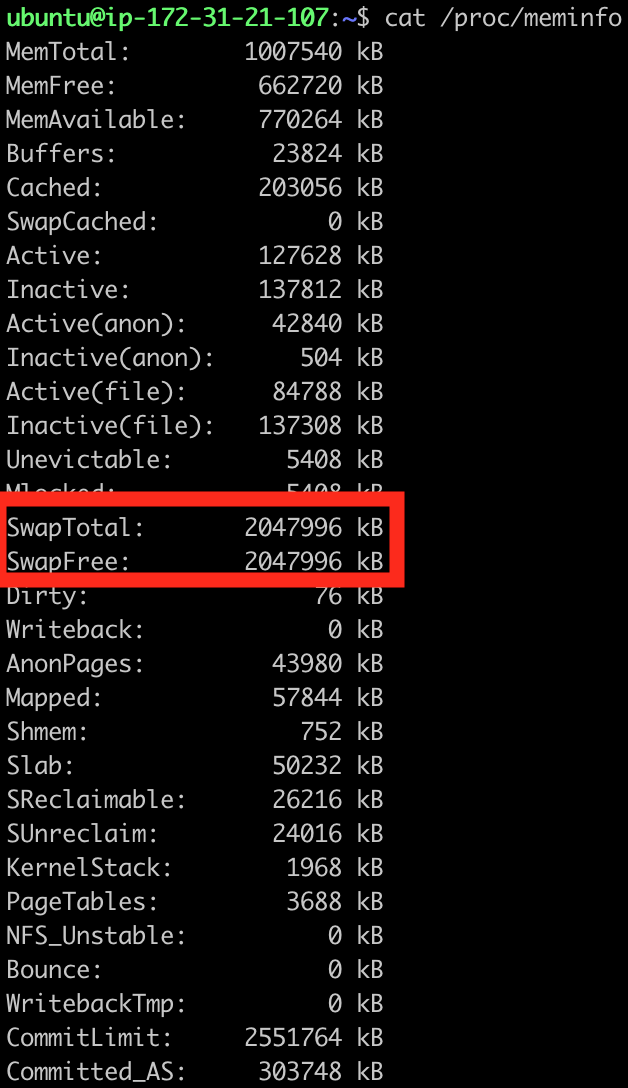 ubuntu@ip-172-31-21-107:~$ cat /proc/meminfo
MemTotal:        1007540 kB
MemFree:          662720 kB
MemAvailable:     770264 kB
Buffers:           23824 kB
Cached:           203056 kB
SwapCached:            0 kB
Active:           127628 kB
Inactive:         137812 kB
Active(anon):      42840 kB
Inactive(anon):      504 kB
Active(file):      84788 kB
Inactive(file):   137308 kB
Unevictable:        5408 kB
Mlocked:            5408 kB
SwapTotal:       2047996 kB
SwapFree:        2047996 kB
Dirty:                76 kB
Writeback:             0 kB
AnonPages:         43980 kB
Mapped:            57844 kB
Shmem:               752 kB
Slab:              50232 kB
SReclaimable:      26216 kB
SUnreclaim:        24016 kB
KernelStack:        1968 kB
PageTables:         3688 kB
NFS_Unstable:          0 kB
Bounce:                0 kB
WritebackTmp:          0 kB
CommitLimit:     2551764 kB
Committed_AS:     303748 kB